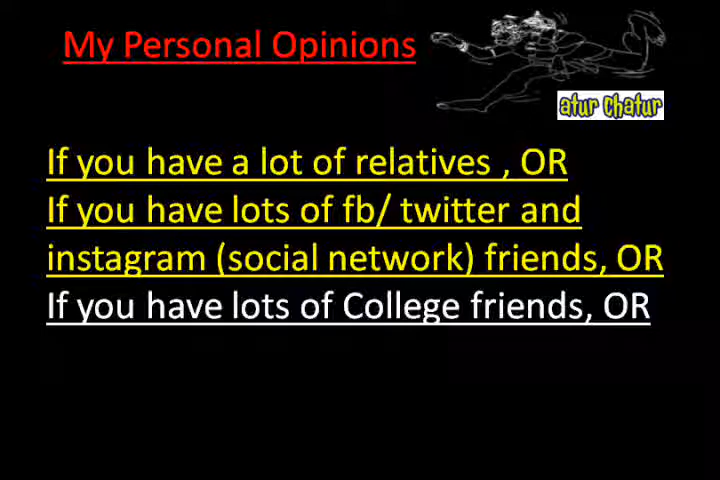 My Personal Opinions
atur chatur
If you have a lot of relatives , OR
If you have lots of fb/ twitter and
instagram (social network) friends, OR
If you have lots of College friends, OR